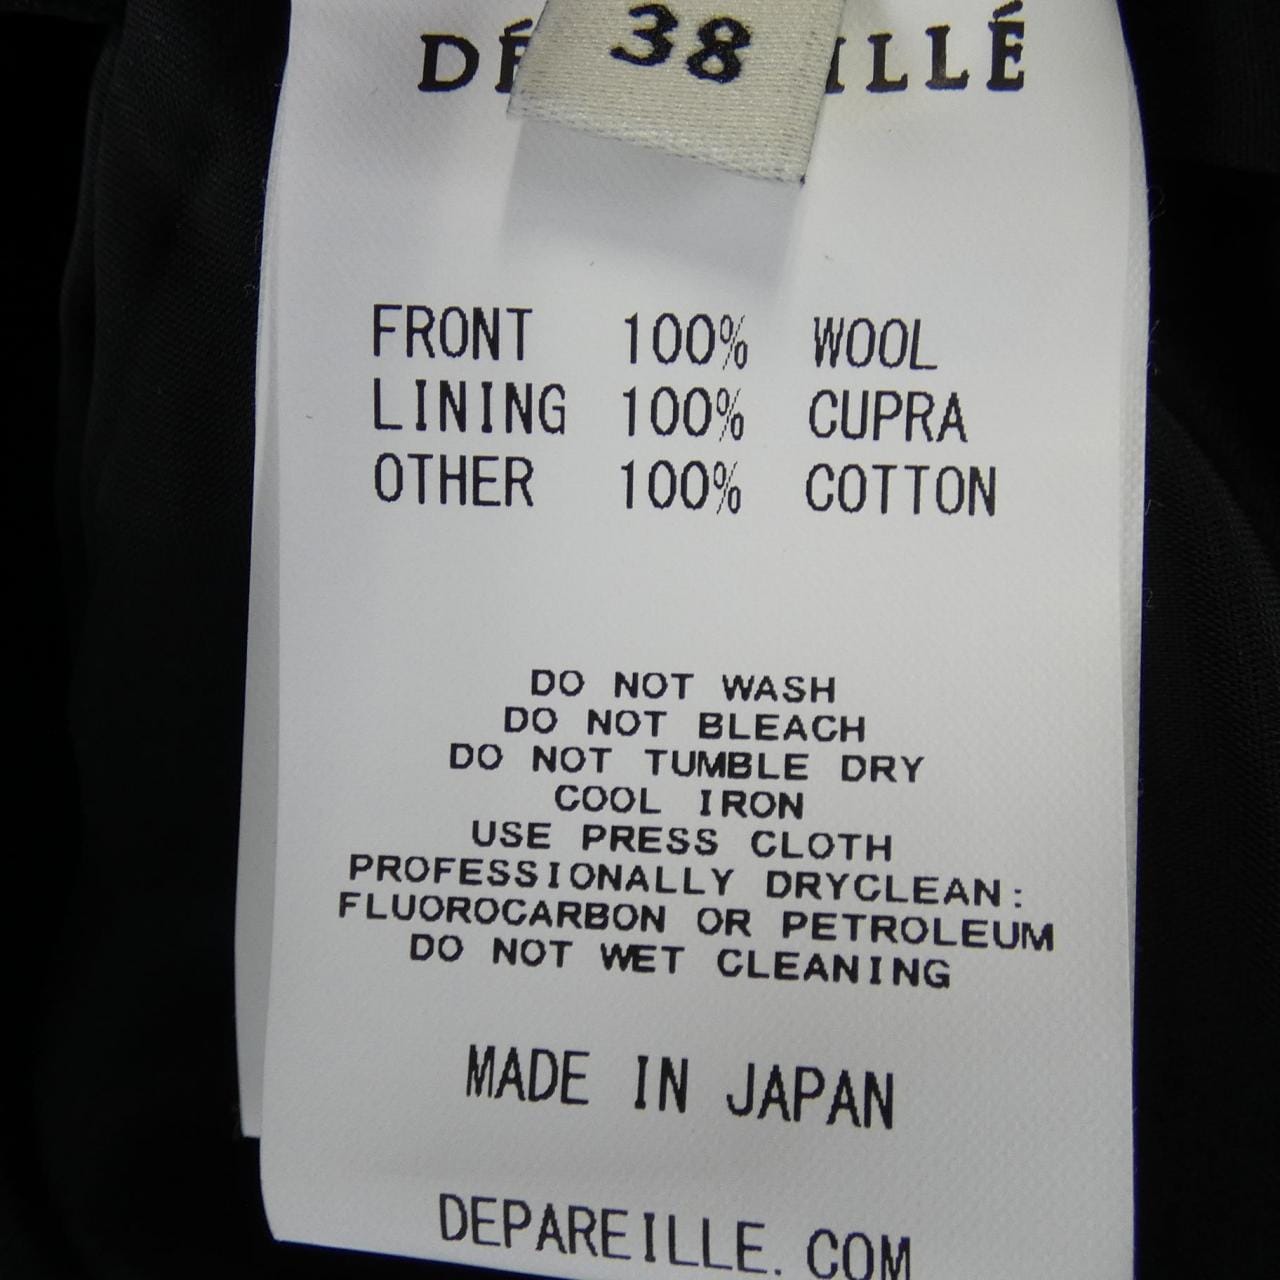 38
DÉ ILLÉ
FRONT 100% WOOL
LINING 100% CUPRA
OTHER 100% COTTON
DO NOT WASH
DO NOT BLEACH
DO NOT TUMBLE DRY
COOL IRON
USE PRESS CLOTH
PROFESSIONALLY DRYCLEAN:
FLUOROCARBON OR PETROLEUM
DO NOT WET CLEANING
MADE IN JAPAN
DEPAREILLE.COM